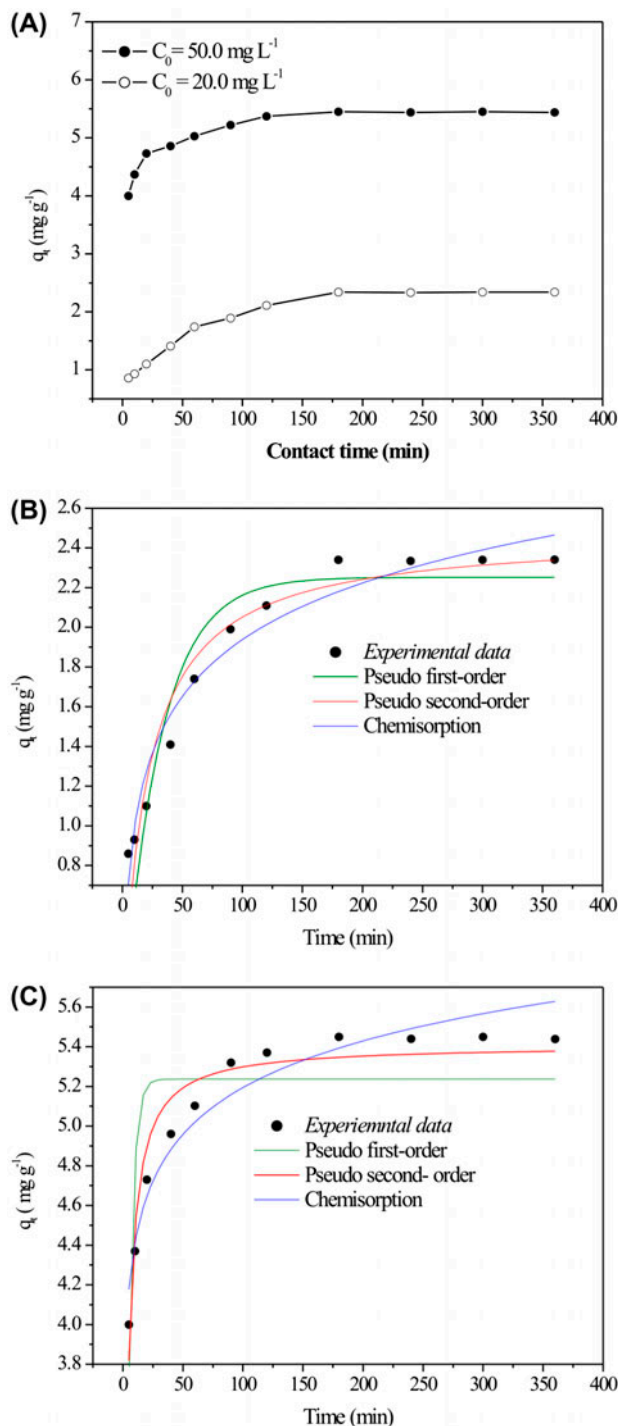 (A)
7
6
5
4
3
2
1
C₀ = 50.0 mg L⁻¹
C₀ = 20.0 mg L⁻¹
qₜ (mg g⁻¹)
0 50 100 150 200 250 300 350 400
Contact time (min)
(B)
2.6
2.4
2.2
2.0
1.8
1.6
1.4
1.2
1.0
0.8
qₜ (mg g⁻¹)
Experimental data
Pseudo first-order
Pseudo second-order
Chemisorption
0 50 100 150 200 250 300 350 400
Time (min)
(C)
5.6
5.4
5.2
5.0
4.8
4.6
4.4
4.2
4.0
3.8
qₜ ( mg g⁻¹)
Experiemntal data
Pseudo first-order
Pseudo second- order
Chemisorption
0 50 100 150 200 250 300 350 400
Time (min)